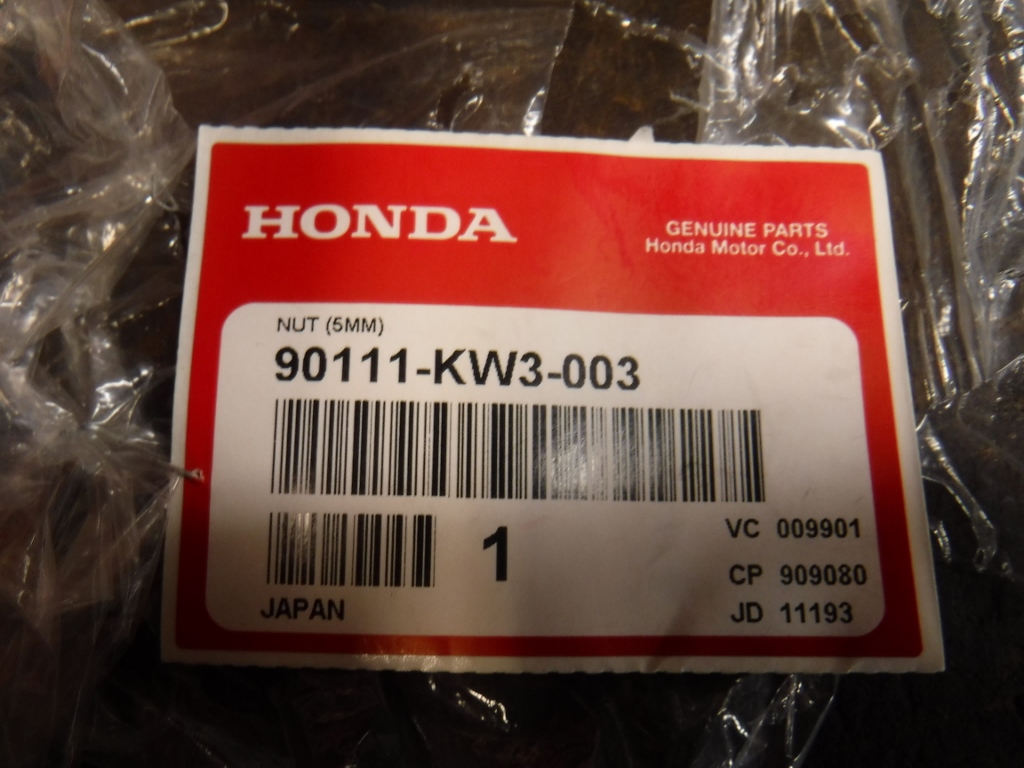 HONDA
GENUINE PARTS
Honda Motor Co., Ltd.
NUT (5MM)
90111-KW3-003
1
VC 009901
CP 909080
JD 11193
JAPAN